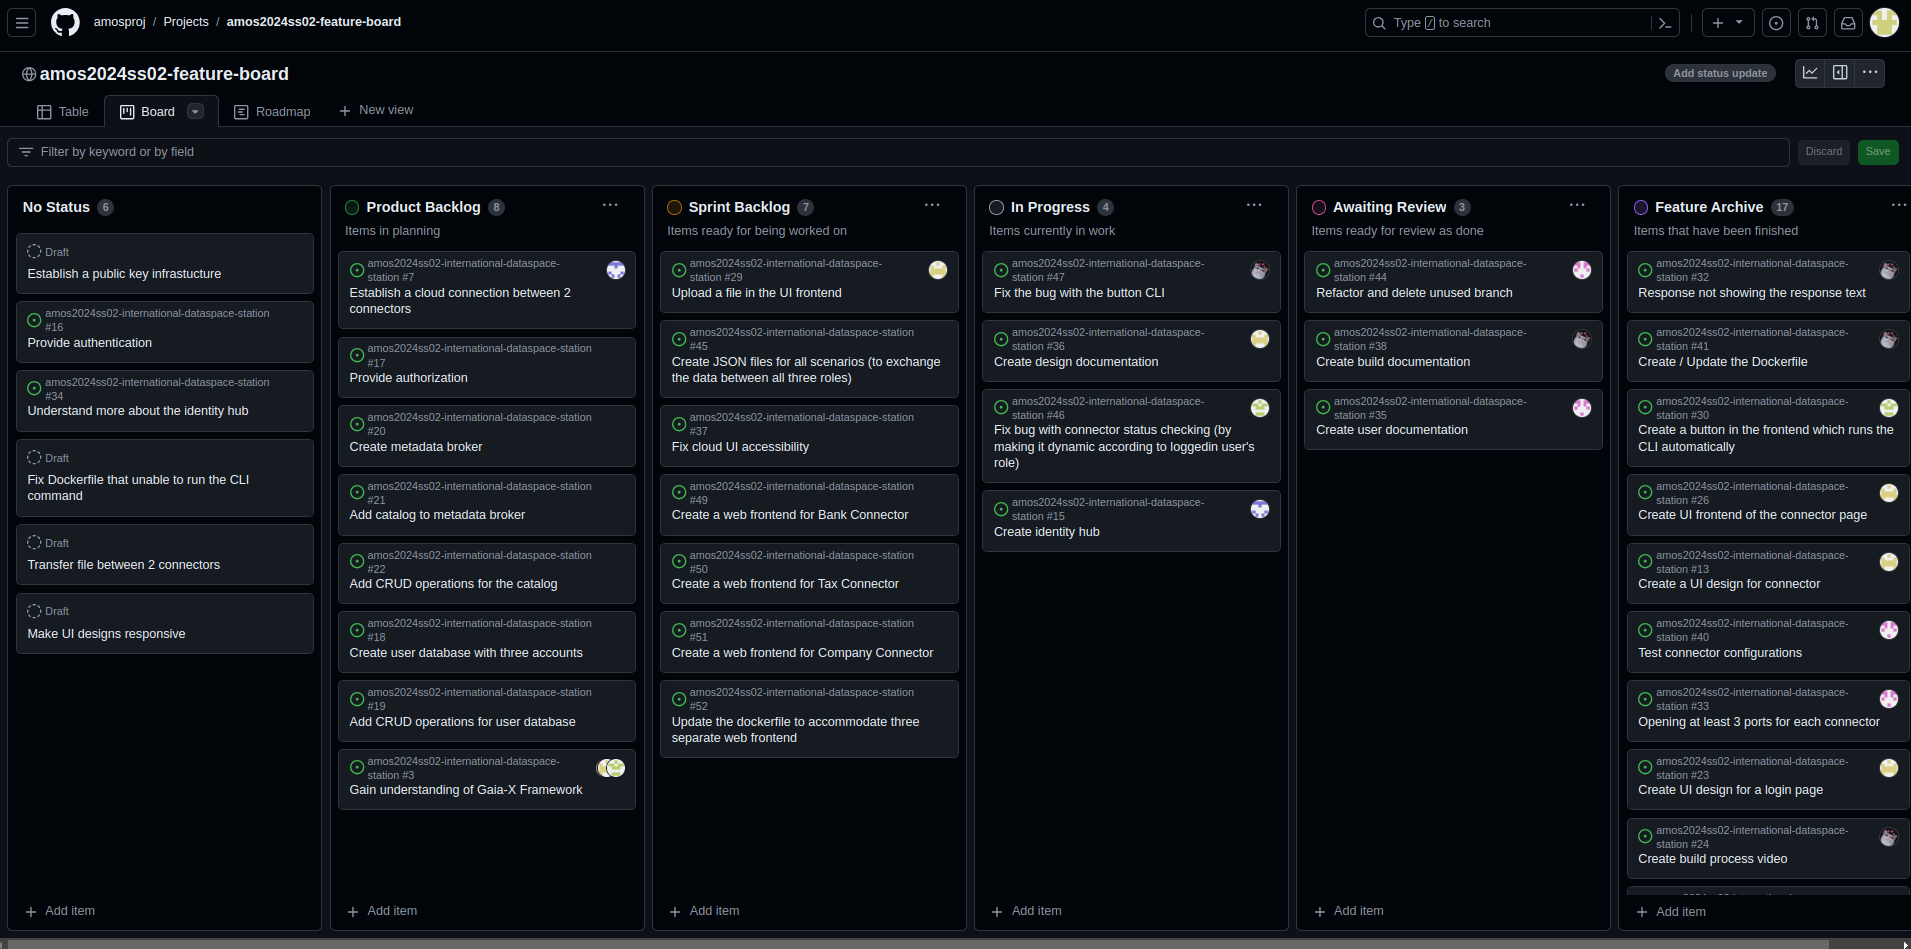 amosproj / Projects / amos2024ss02-feature-board
Type / to search
amos2024ss02-feature-board
Add status update
Table
Board
Roadmap
New view
Filter by keyword or by field
Discard
Save
No Status 6
Draft
Establish a public key infrastucture
amos2024ss02-international-dataspace-station
#16
Provide authentication
amos2024ss02-international-dataspace-station
#34
Understand more about the identity hub
Draft
Fix Dockerfile that unable to run the CLI
command
Draft
Transfer file between 2 connectors
Draft
Make UI designs responsive
Add item
Product Backlog 8
Items in planning
amos2024ss02-international-dataspace-
station #7
Establish a cloud connection between 2
connectors
amos2024ss02-international-dataspace-station
#17
Provide authorization
amos2024ss02-international-dataspace-station
#20
Create metadata broker
amos2024ss02-international-dataspace-station
#21
Add catalog to metadata broker
amos2024ss02-international-dataspace-station
#22
Add CRUD operations for the catalog
amos2024ss02-international-dataspace-station
#18
Create user database with three accounts
amos2024ss02-international-dataspace-station
#19
Add CRUD operations for user database
amos2024ss02-international-dataspace-
station #3
Gain understanding of Gaia-X Framework
Add item
Sprint Backlog 7
Items ready for being worked on
amos2024ss02-international-dataspace-
station #29
Upload a file in the UI frontend
amos2024ss02-international-dataspace-station
#45
Create JSON files for all scenarios (to exchange
the data between all three roles)
amos2024ss02-international-dataspace-station
#37
Fix cloud UI accessibility
amos2024ss02-international-dataspace-station
#49
Create a web frontend for Bank Connector
amos2024ss02-international-dataspace-station
#50
Create a web frontend for Tax Connector
amos2024ss02-international-dataspace-station
#51
Create a web frontend for Company Connector
amos2024ss02-international-dataspace-station
#52
Update the dockerfile to accommodate three
separate web frontend
Add item
In Progress 4
Items currently in work
amos2024ss02-international-dataspace-
station #47
Fix the bug with the button CLI
amos2024ss02-international-dataspace-
station #36
Create design documentation
amos2024ss02-international-dataspace-
station #46
Fix bug with connector status checking (by
making it dynamic according to loggedin user's
role)
amos2024ss02-international-dataspace-
station #15
Create identity hub
Add item
Awaiting Review 3
Items ready for review as done
amos2024ss02-international-dataspace-
station #44
Refactor and delete unused branch
amos2024ss02-international-dataspace-
station #38
Create build documentation
amos2024ss02-international-dataspace-
station #35
Create user documentation
Add item
Feature Archive 17
Items that have been finished
amos2024ss02-international-dataspace-
station #32
Response not showing the response text
amos2024ss02-international-dataspace-
station #41
Create / Update the Dockerfile
amos2024ss02-international-dataspace-
station #30
Create a button in the frontend which runs the
CLI automatically
amos2024ss02-international-dataspace-
station #26
Create UI frontend of the connector page
amos2024ss02-international-dataspace-
station #13
Create a UI design for connector
amos2024ss02-international-dataspace-
station #40
Test connector configurations
amos2024ss02-international-dataspace-
station #33
Opening at least 3 ports for each connector
amos2024ss02-international-dataspace-
station #23
Create UI design for a login page
amos2024ss02-international-dataspace-
station #24
Create build process video
Add item